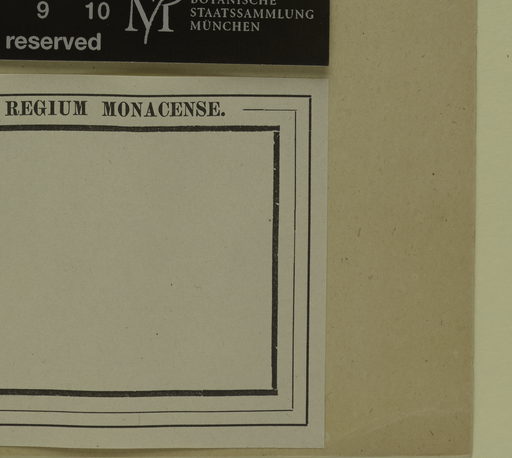 BOTANISCHE
9 10 STAATSSAMMLUNG
MÜNCHEN
reserved
REGIUM MONACENSE.